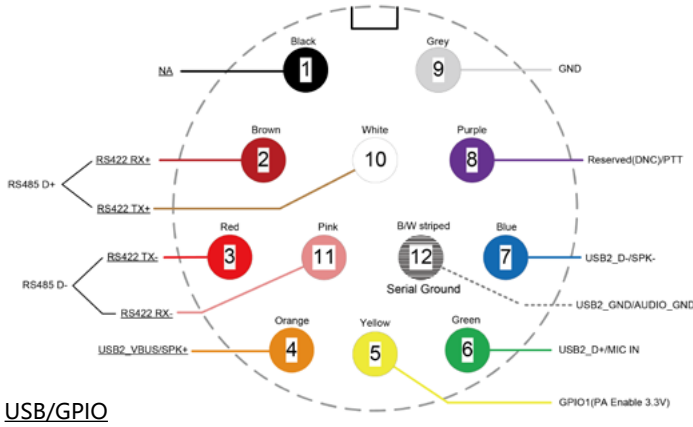 Black
Grey
1
9
NA
GND
Brown
White
Purple
2
10
8
RS422 RX+
Reserved(DNC)/PTT
RS485 D+
RS422 TX+
Red
Pink
B/W striped
Blue
3
11
12
7
RS422 TX-
USB2_D-/SPK-
RS485 D-
Serial Ground
USB2_GND/AUDIO_GND
RS422 RX-
Orange
Yellow
Green
4
5
6
USB2_VBUS/SPK+
USB2_D+/MIC IN
GPIO1(PA Enable 3.3V)
USB/GPIO